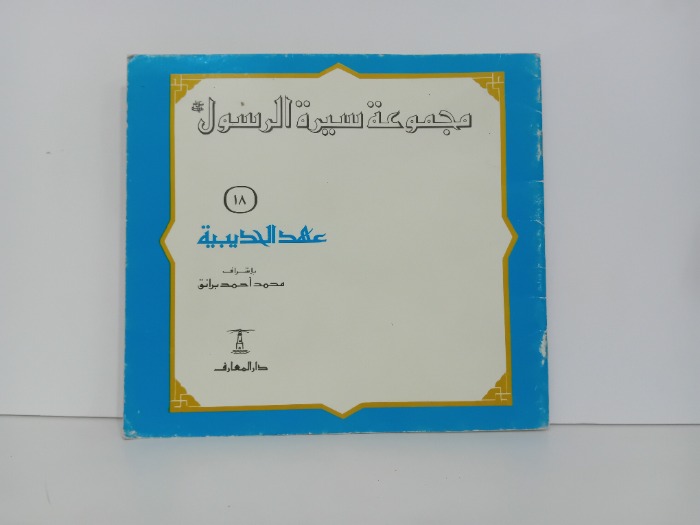 مجموعة سيرة الرسول ﷺ
١٨
عهد الحديبية
بإشراف
محمد أحمد برانق
دار المعارف